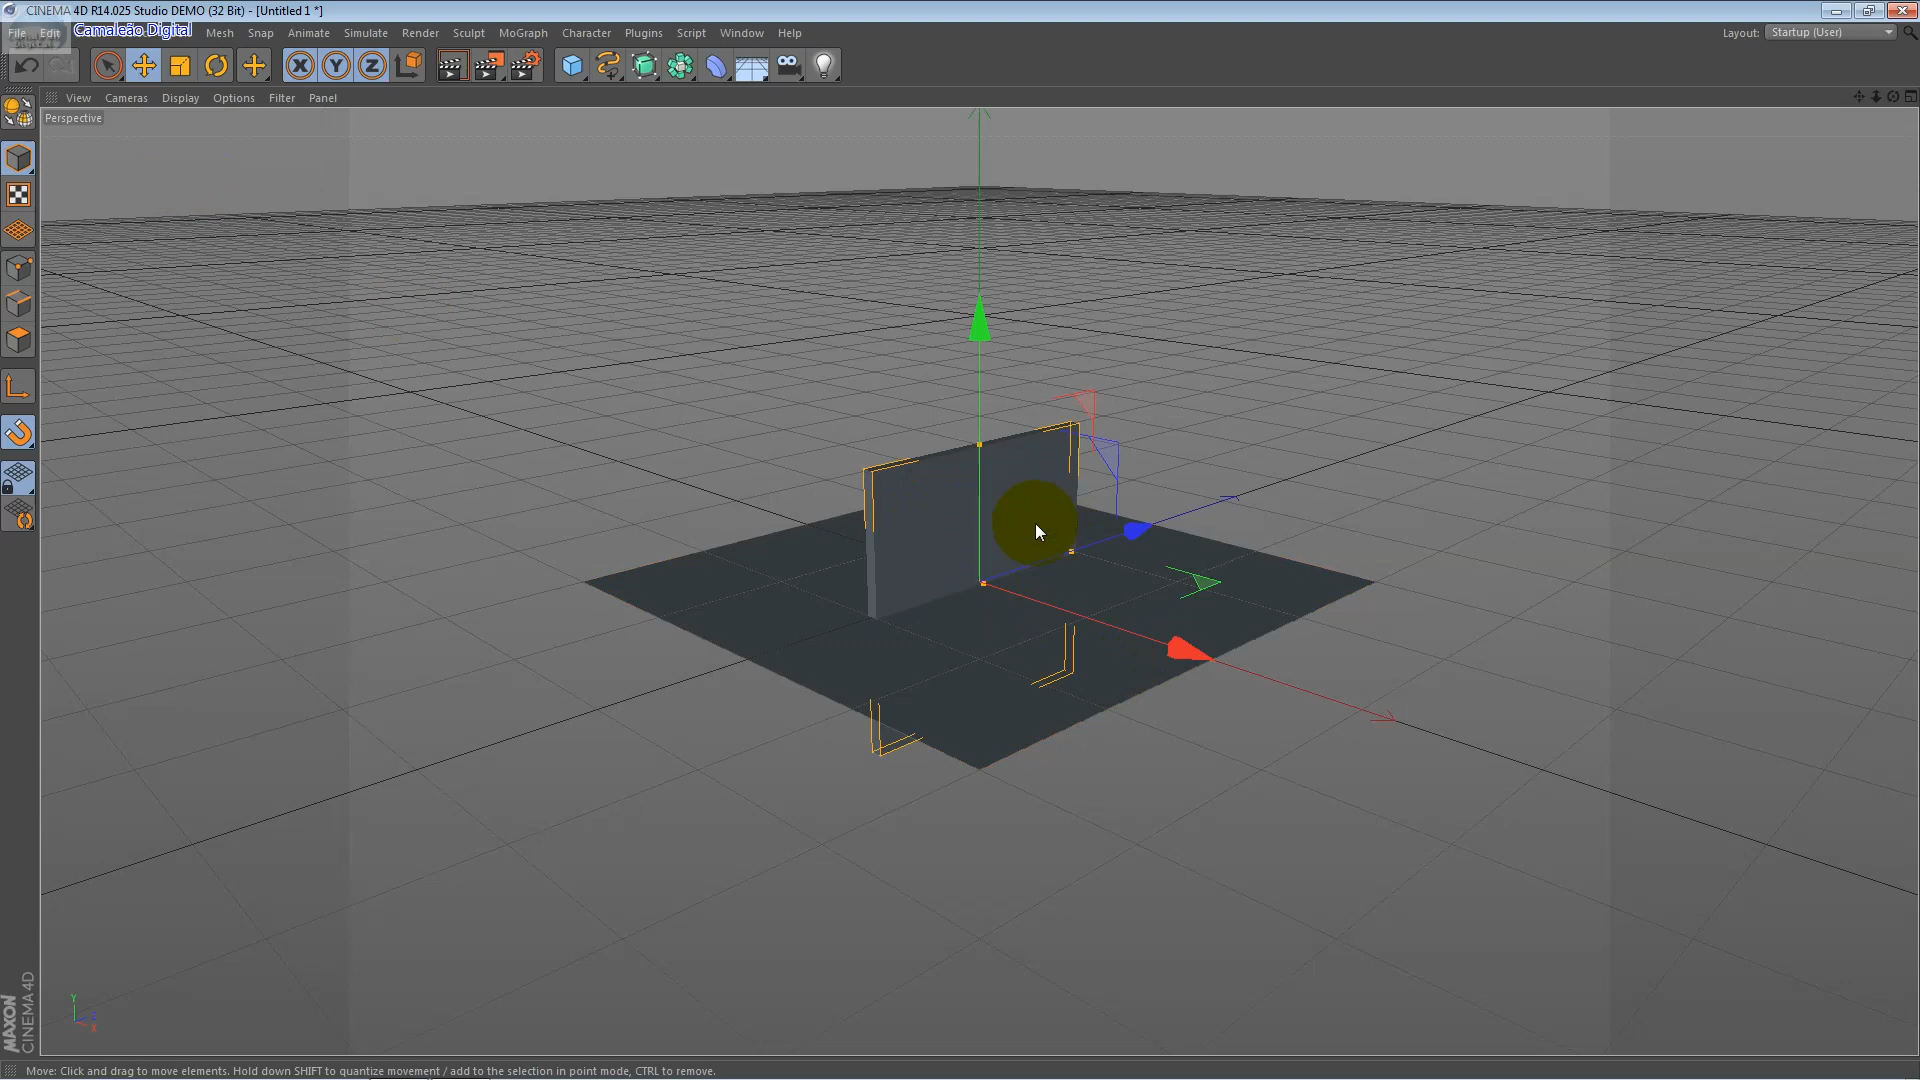 CINEMA 4D R14.025 Studio DEMO (32 Bit) - [Untitled 1 *]
File Edit Camaleão Digital Mesh Snap Animate Simulate Render Sculpt MoGraph Character Plugins Script Window Help Layout: Startup (User)
X Y Z
View Cameras Display Options Filter Panel
Perspective
Y
Z
X
MAXON
CINEMA 4D
Move: Click and drag to move elements. Hold down SHIFT to quantize movement / add to the selection in point mode, CTRL to remove.